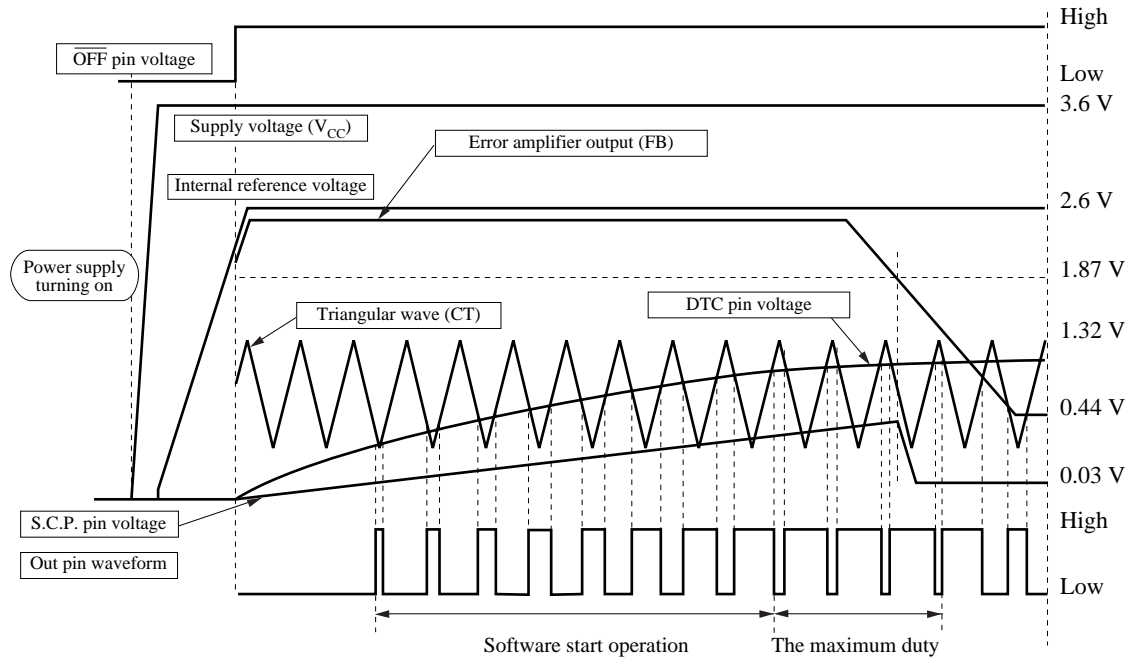 High
OFF pin voltage
Low
3.6 V
Supply voltage (VCC)
Error amplifier output (FB)
Internal reference voltage
2.6 V
Power supply
turning on
1.87 V
Triangular wave (CT)
DTC pin voltage
1.32 V
0.44 V
0.03 V
S.C.P. pin voltage
High
Out pin waveform
Low
Software start operation
The maximum duty